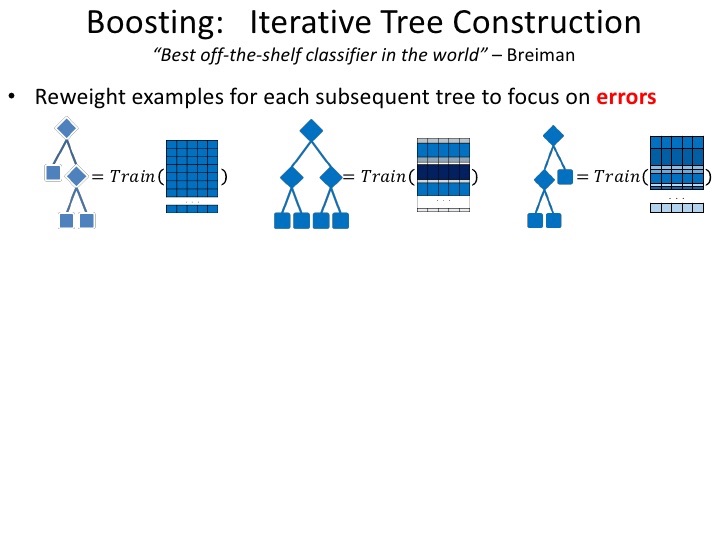 Boosting: Iterative Tree Construction
“Best off-the-shelf classifier in the world” – Breiman
• Reweight examples for each subsequent tree to focus on errors
= Train( . . . ) = Train( . . . ) = Train( . . . )